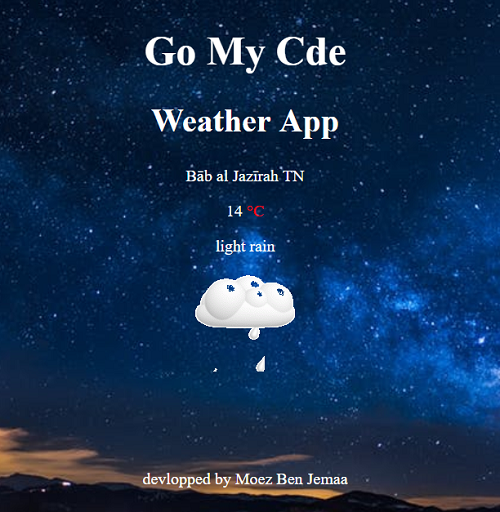 Go My Cde
Weather App
Bāb al Jazīrah TN
14 °C
light rain
devlopped by Moez Ben Jemaa